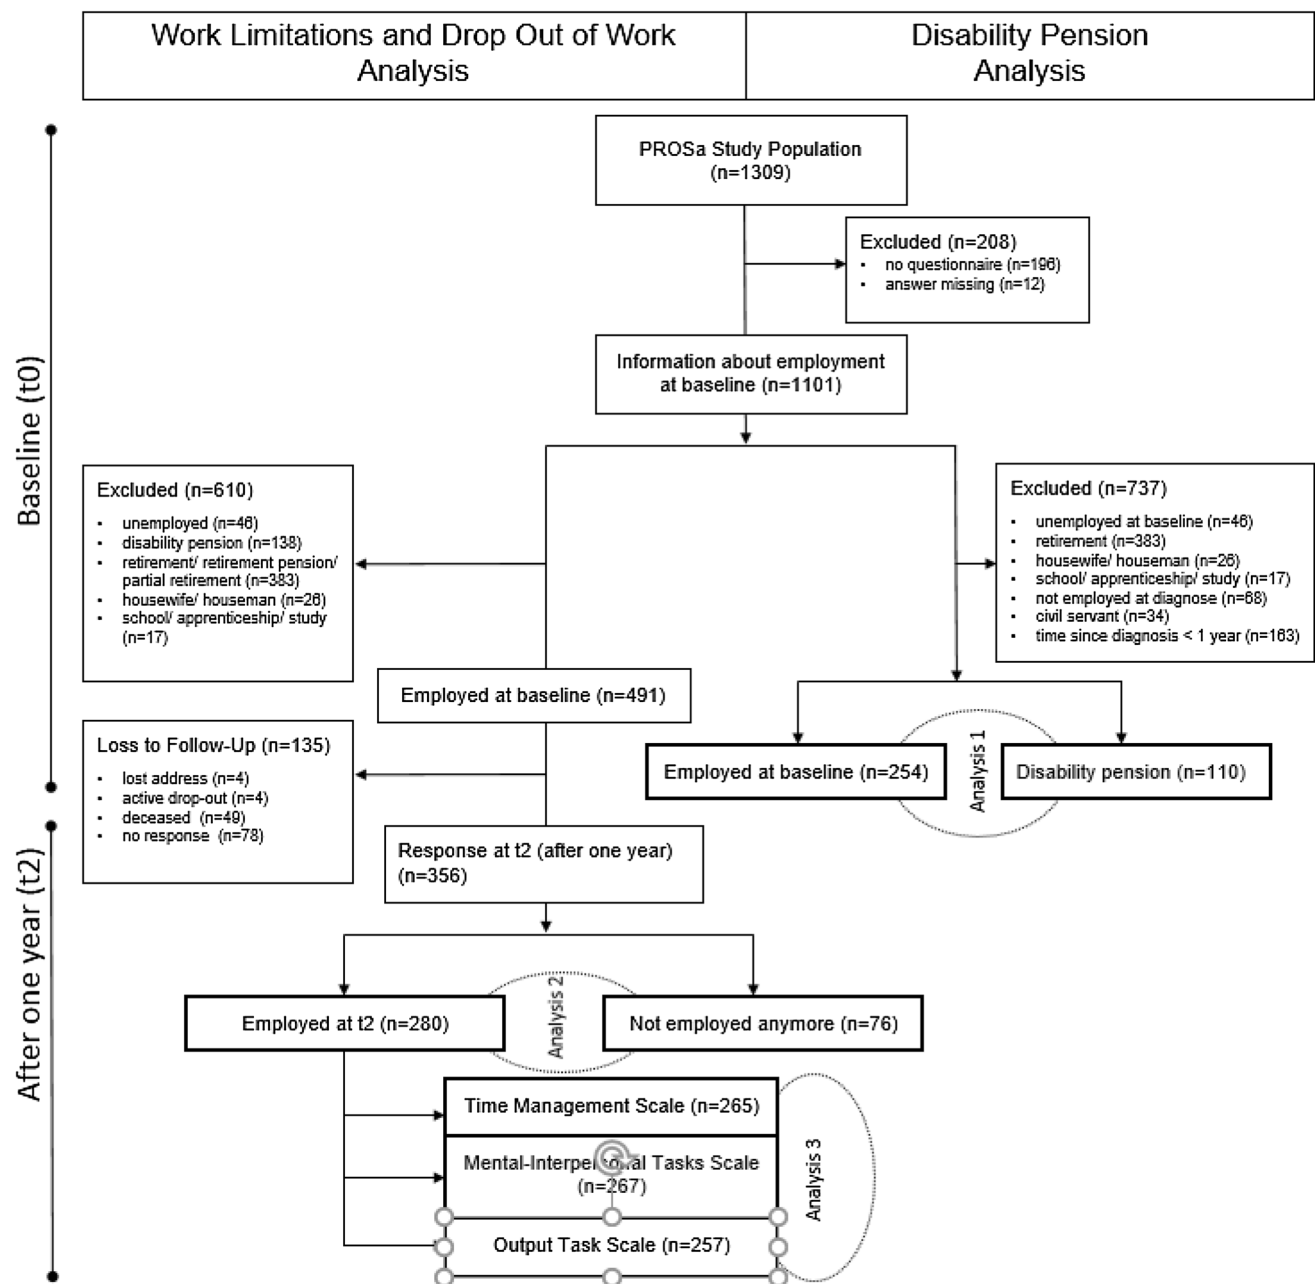 Work Limitations and Drop Out of Work
Analysis
Disability Pension
Analysis
Baseline (t0)
PROSa Study Population
(n=1309)
Excluded (n=208)
• no questionnaire (n=196)
• answer missing (n=12)
Information about employment
at baseline (n=1101)
Excluded (n=610)
• unemployed (n=46)
• disability pension (n=138)
• retirement/ retirement pension/
partial retirement (n=383)
• housewife/ houseman (n=26)
• school/ apprenticeship/ study
(n=17)
Excluded (n=737)
• unemployed at baseline (n=46)
• retirement (n=383)
• housewife/ houseman (n=26)
• school/ apprenticeship/ study (n=17)
• not employed at diagnose (n=68)
• civil servant (n=34)
• time since diagnosis < 1 year (n=163)
Employed at baseline (n=491)
Loss to Follow-Up (n=135)
• lost address (n=4)
• active drop-out (n=4)
• deceased (n=49)
• no response (n=78)
Employed at baseline (n=254)
Analysis 1
Disability pension (n=110)
After one year (t2)
Response at t2 (after one year)
(n=356)
Employed at t2 (n=280)
Analysis 2
Not employed anymore (n=76)
Time Management Scale (n=265)
Mental-Interpersonal Tasks Scale
(n=267)
Output Task Scale (n=257)
Analysis 3